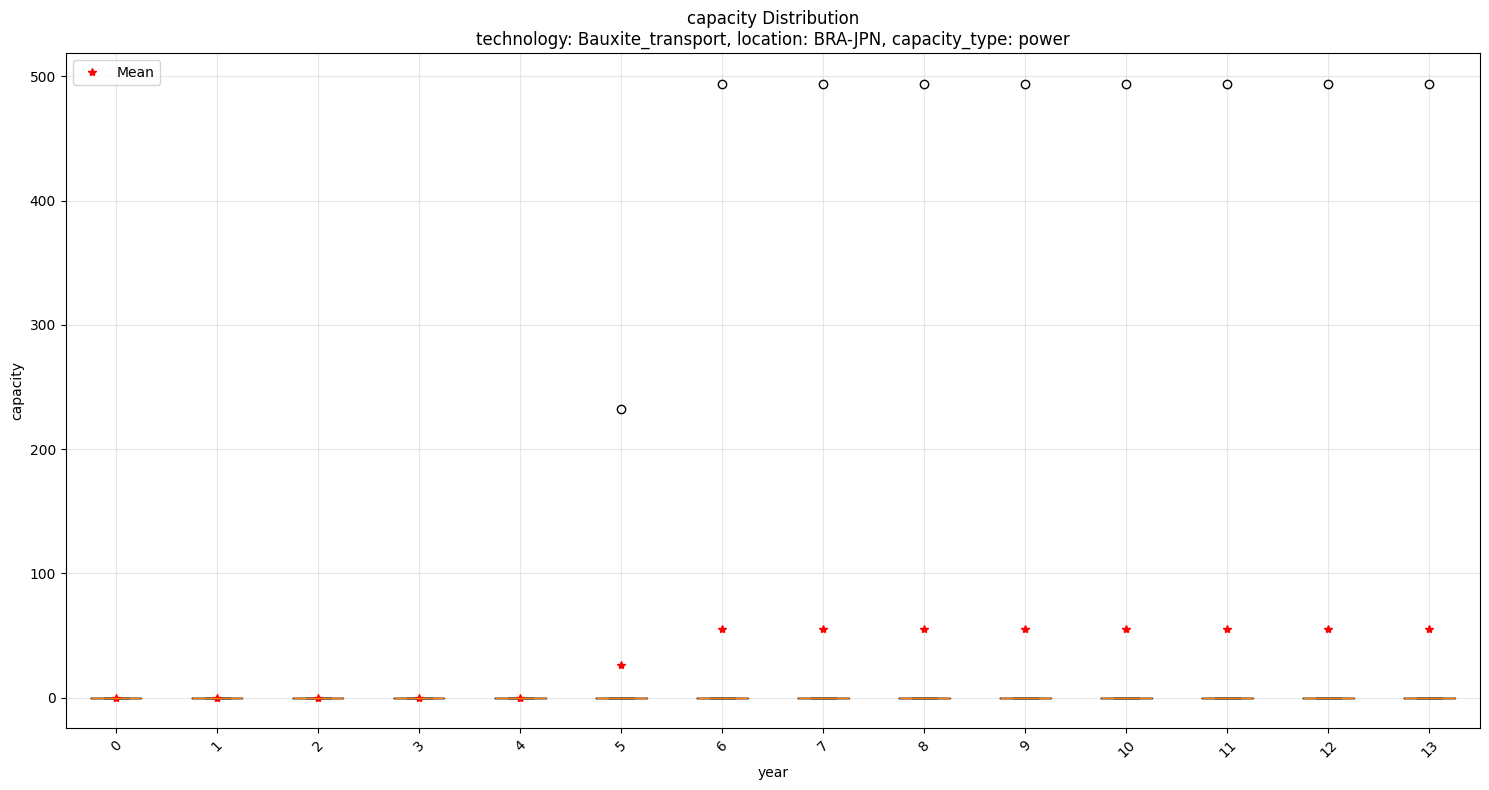 capacity Distribution
technology: Bauxite_transport, location: BRA-JPN, capacity_type: power
Mean
500
400
300
200
100
0
capacity
0 1 2 3 4 5 6 7 8 9 10 11 12 13
year